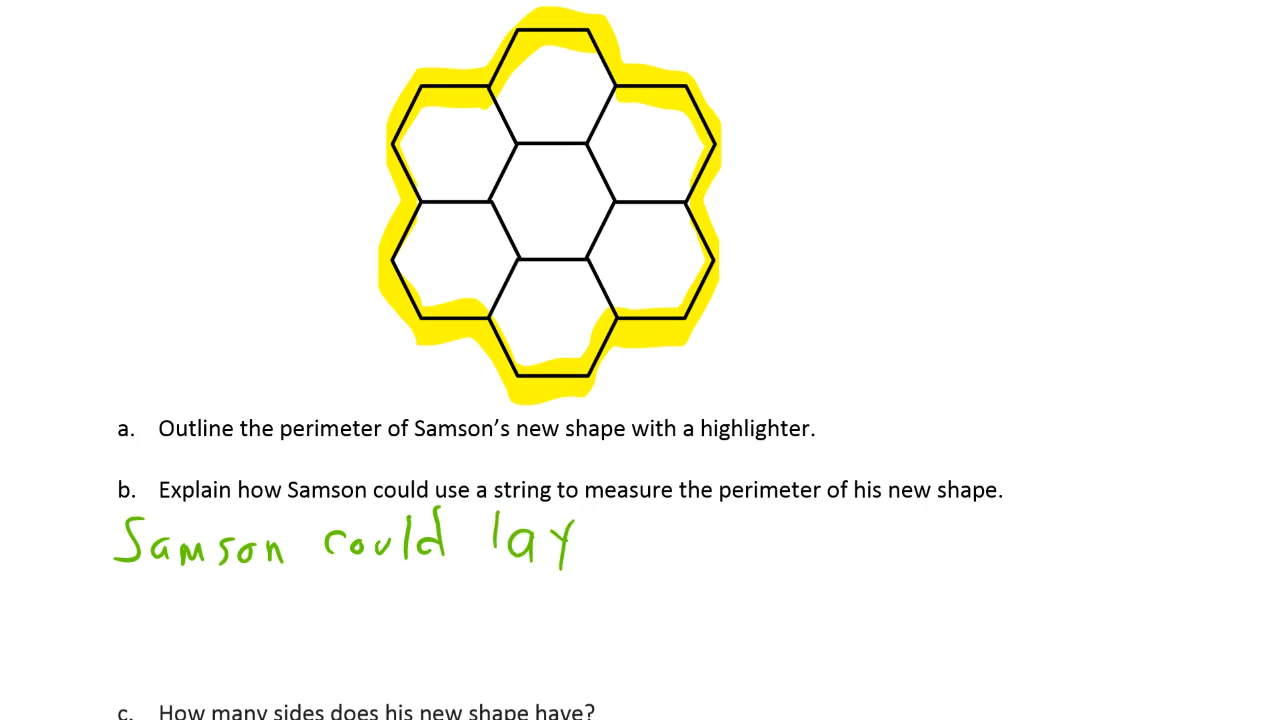 a. Outline the perimeter of Samson’s new shape with a highlighter.
b. Explain how Samson could use a string to measure the perimeter of his new shape.
Samson could lay
c. How many sides does his new shape have?